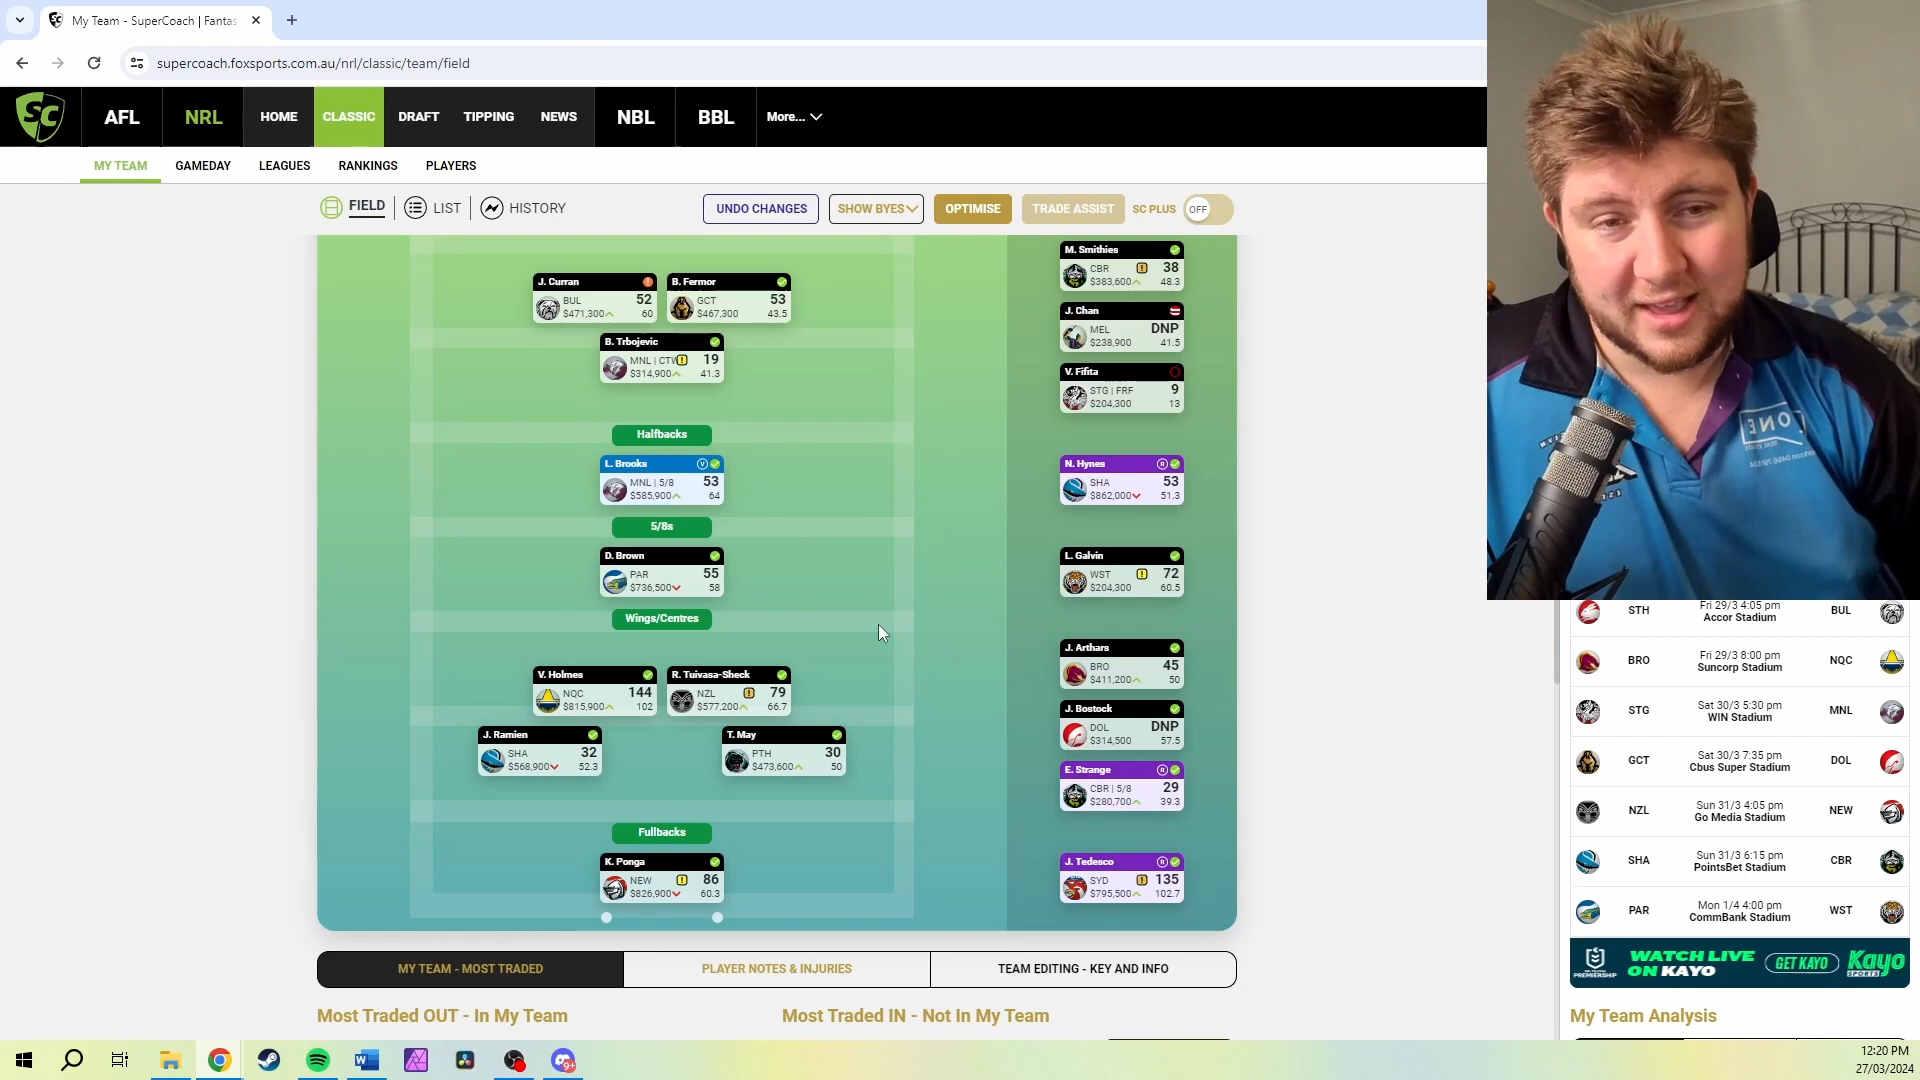 My Team - SuperCoach | Fantas
supercoach.foxsports.com.au/nrl/classic/team/field
SC
AFL
NRL
HOME
CLASSIC
DRAFT
TIPPING
NEWS
NBL
BBL
More...
MY TEAM
GAMEDAY
LEAGUES
RANKINGS
PLAYERS
FIELD
LIST
HISTORY
UNDO CHANGES
SHOW BYES
OPTIMISE
TRADE ASSIST
SC PLUS
OFF
J. Curran
BUL 52
$471,300 60
B. Fermor
GCT 53
$467,300 43.5
B. Trbojevic
MNL | CTW 19
$314,900 41.3
Halfbacks
L. Brooks V
MNL | 5/8 53
$585,900 64
5/8s
D. Brown
PAR 55
$736,500 58
Wings/Centres
V. Holmes
NQC 144
$815,900 102
R. Tuivasa-Sheck
NZL 79
$577,200 66.7
J. Ramien
SHA 32
$568,900 52.3
T. May
PTH 30
$473,600 50
Fullbacks
K. Ponga
NEW 86
$826,900 60.3
M. Smithies
CBR 38
$383,600 48.3
J. Chan
MEL DNP
$238,900 41.5
V. Fifita
STG | FRF 9
$204,300 13
N. Hynes R
SHA 53
$862,000 51.3
L. Galvin
WST 72
$204,300 60.5
J. Arthars
BRO 45
$411,200 50
J. Bostock
DOL DNP
$314,500 57.5
E. Strange R
CBR | 5/8 29
$280,700 39.3
J. Tedesco R
SYD 135
$795,500 102.7
MY TEAM - MOST TRADED
PLAYER NOTES & INJURIES
TEAM EDITING - KEY AND INFO
Most Traded OUT - In My Team
Most Traded IN - Not In My Team
ONE
STH Fri 29/3 4:05 pm BUL
Accor Stadium
BRO Fri 29/3 8:00 pm NQC
Suncorp Stadium
STG Sat 30/3 5:30 pm MNL
WIN Stadium
GCT Sat 30/3 7:35 pm DOL
Cbus Super Stadium
NZL Sun 31/3 4:05 pm NEW
Go Media Stadium
SHA Sun 31/3 6:15 pm CBR
PointsBet Stadium
PAR Mon 1/4 4:00 pm WST
CommBank Stadium
WATCH LIVE
ON KAYO
GET KAYO
Kayo
SPORTS
My Team Analysis
9+
12:20 PM
27/03/2024